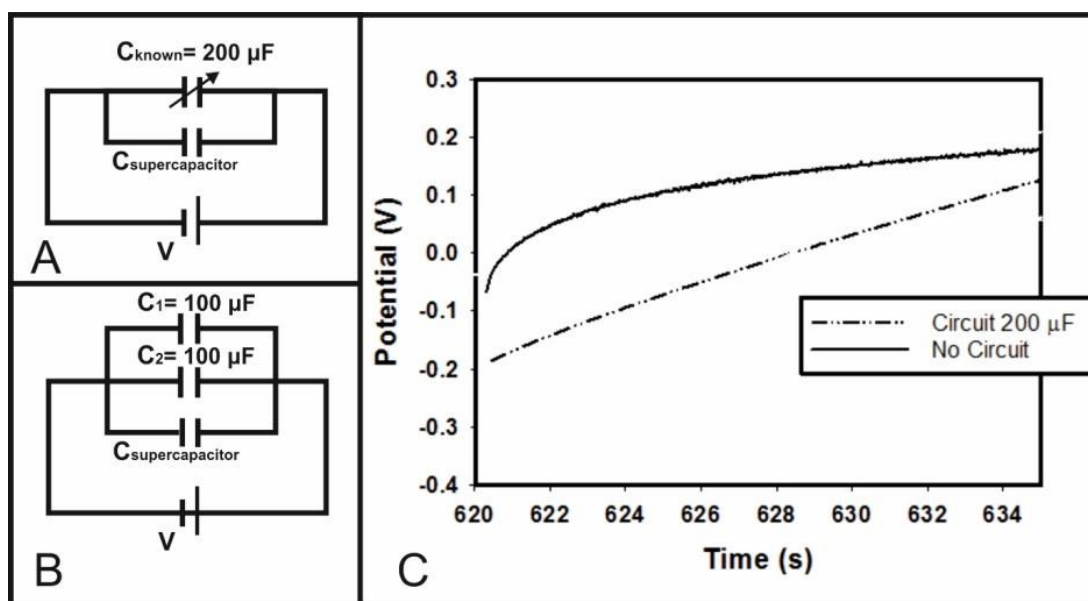 Cknown= 200 µF
Csupercapacitor
V
A
C1= 100 µF
C2= 100 µF
Csupercapacitor
V
B
0.3
0.2
0.1
0.0
-0.1
-0.2
-0.3
-0.4
Potential (V)
620 622 624 626 628 630 632 634
Time (s)
Circuit 200 µF
No Circuit
C